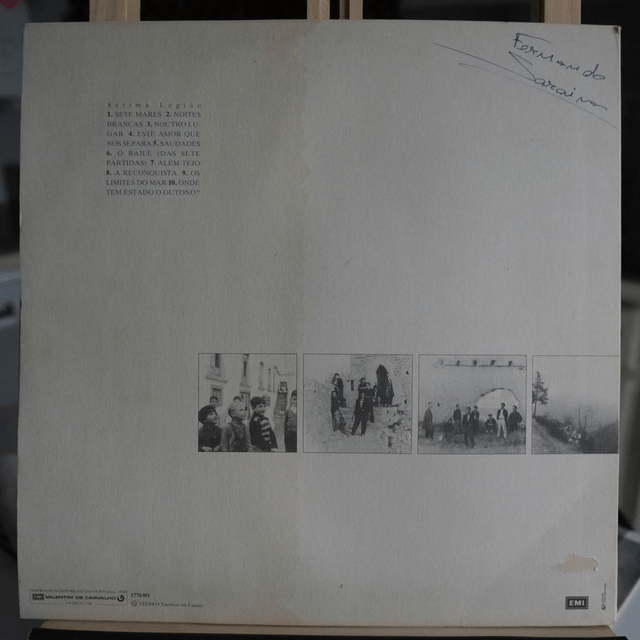 Fernando
Saraiva
Sétima Legião
1. SETE MARES 2. NOITES
BRANCAS 3. NOUTRO LU-
GAR 4. ESTE AMOR QUE
NOS SEPARA 5. SAUDADES
6. O BAILE (DAS SETE
PARTIDAS) 7. ALÉM-TEJO
8. A RECONQUISTA 9. OS
LIMITES DO MAR 10. ONDE
TEM ESTADO O OUTONO?
EMI VALENTIM DE CARVALHO
STEREO
EMI